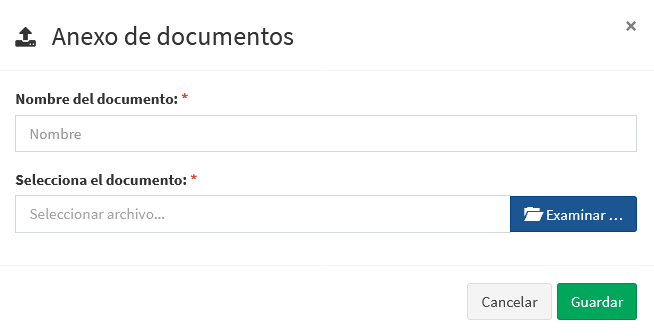 Anexo de documentos
×
Nombre del documento: *
Nombre
Selecciona el documento: *
Seleccionar archivo...
Examinar ...
Cancelar
Guardar